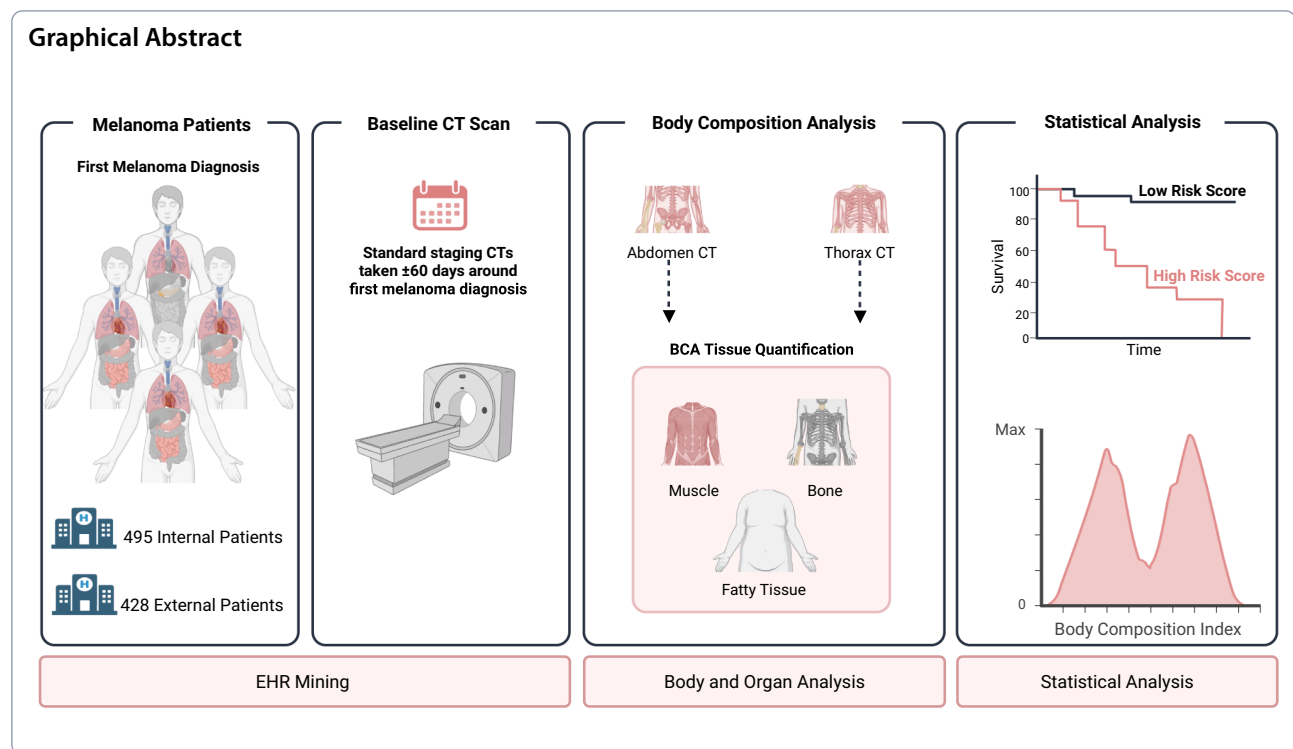 Graphical Abstract
Melanoma Patients
First Melanoma Diagnosis
H
495 Internal Patients
H
428 External Patients
Baseline CT Scan
Standard staging CTs
taken ±60 days around
first melanoma diagnosis
EHR Mining
Body Composition Analysis
Abdomen CT
Thorax CT
BCA Tissue Quantification
Muscle
Bone
Fatty Tissue
Body and Organ Analysis
Statistical Analysis
100
80
60
40
20
0
Survival
Low Risk Score
High Risk Score
Time
Max
0
Body Composition Index
Statistical Analysis